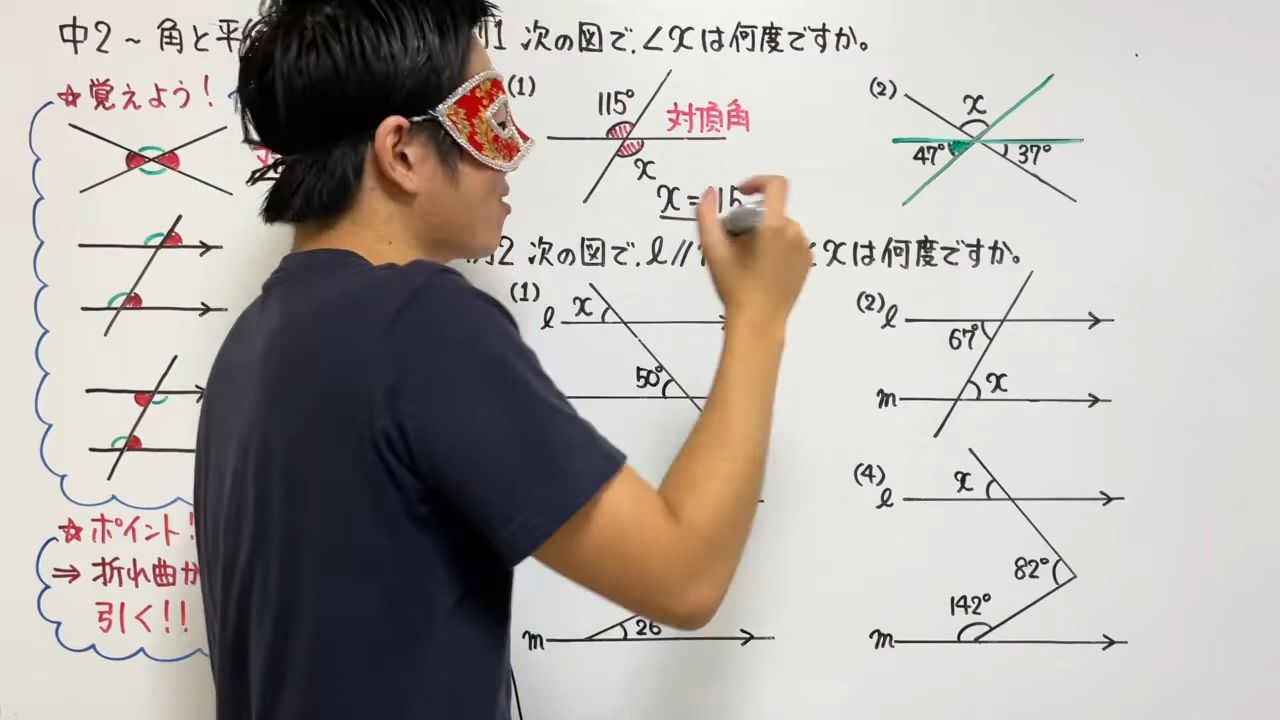 中2~角と平
例1 次の図で、∠xは何度ですか。
☆覚えよう!
(1)
115°
対頂角
x
x=115
(2)
x
47°
37°
例2 次の図で、l//
xは何度ですか。
(1)
x
l
50°
(2)
l
67°
m
x
(4)
x
l
82°
142°
m
☆ポイント!
⇒折れ曲か
引く!!
m
26